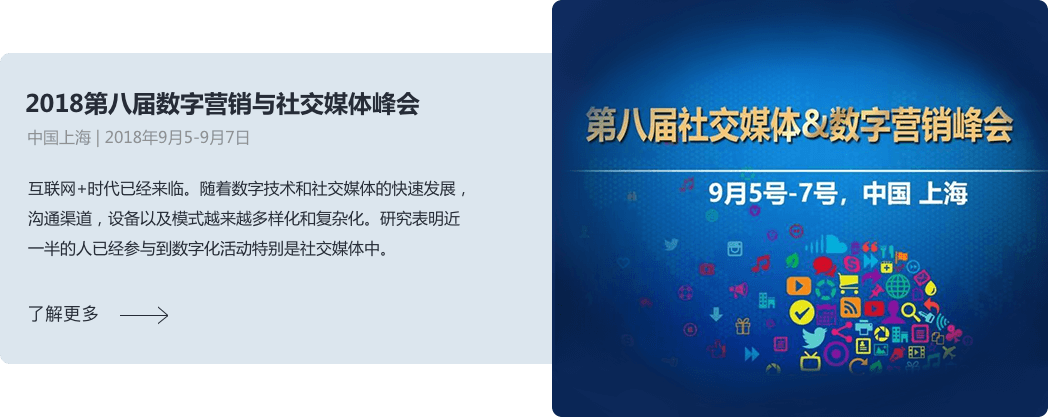 2018第八届数字营销与社交媒体峰会
中国上海 | 2018年9月5-9月7日
互联网+时代已经来临。随着数字技术和社交媒体的快速发展，
沟通渠道，设备以及模式越来越多样化和复杂化。研究表明近
一半的人已经参与到数字化活动特别是社交媒体中。
了解更多
第八届社交媒体&数字营销峰会
9月5号-7号，中国 上海